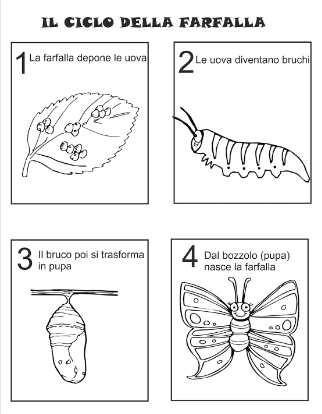 IL CICLO DELLA FARFALLA
1 La farfalla depone le uova
2 Le uova diventano bruchi
3 Il bruco poi si trasforma
in pupa
4 Dal bozzolo (pupa)
nasce la farfalla